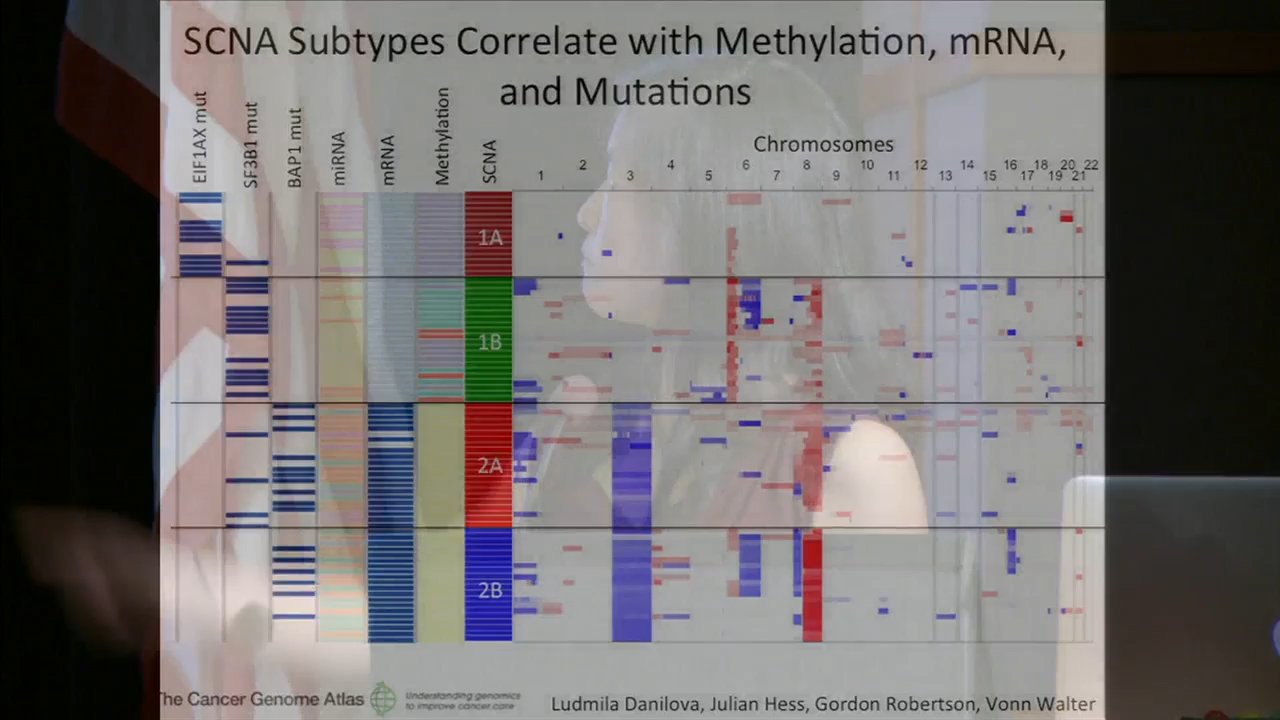 SCNA Subtypes Correlate with Methylation, mRNA,
and Mutations
EIF1AX mut
SF3B1 mut
BAP1 mut
miRNA
mRNA
Methylation
SCNA
Chromosomes
1 2 3 4 5 6 7 8 9 10 11 12 13 14 15 16 17 18 19 20 21 22
1A
1B
2A
2B
The Cancer Genome Atlas
Understanding genomics
to improve cancer care
Ludmila Danilova, Julian Hess, Gordon Robertson, Vonn Walter